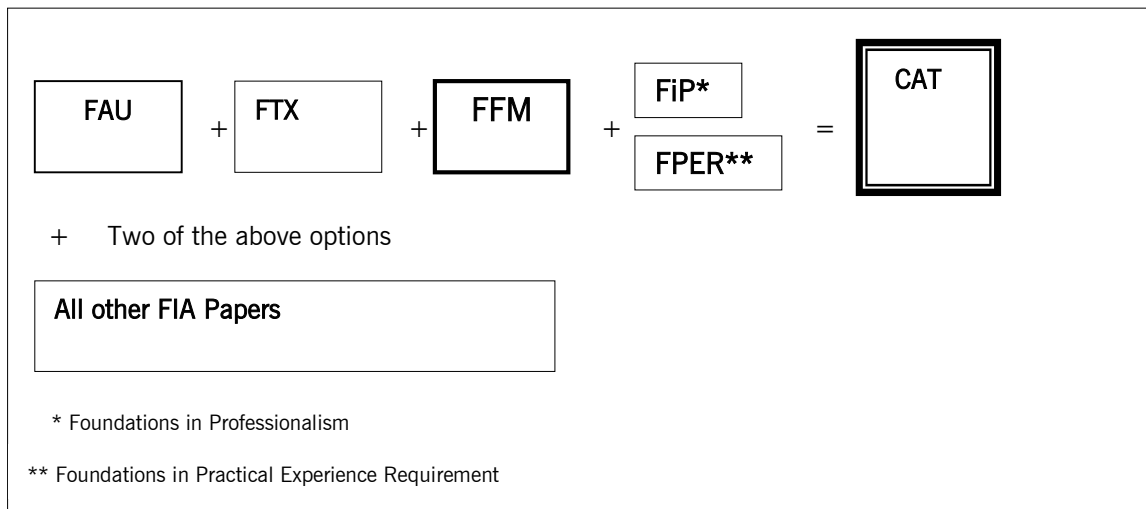 FAU + FTX + FFM + FiP* = CAT
FPER**
+ Two of the above options
All other FIA Papers
* Foundations in Professionalism
** Foundations in Practical Experience Requirement